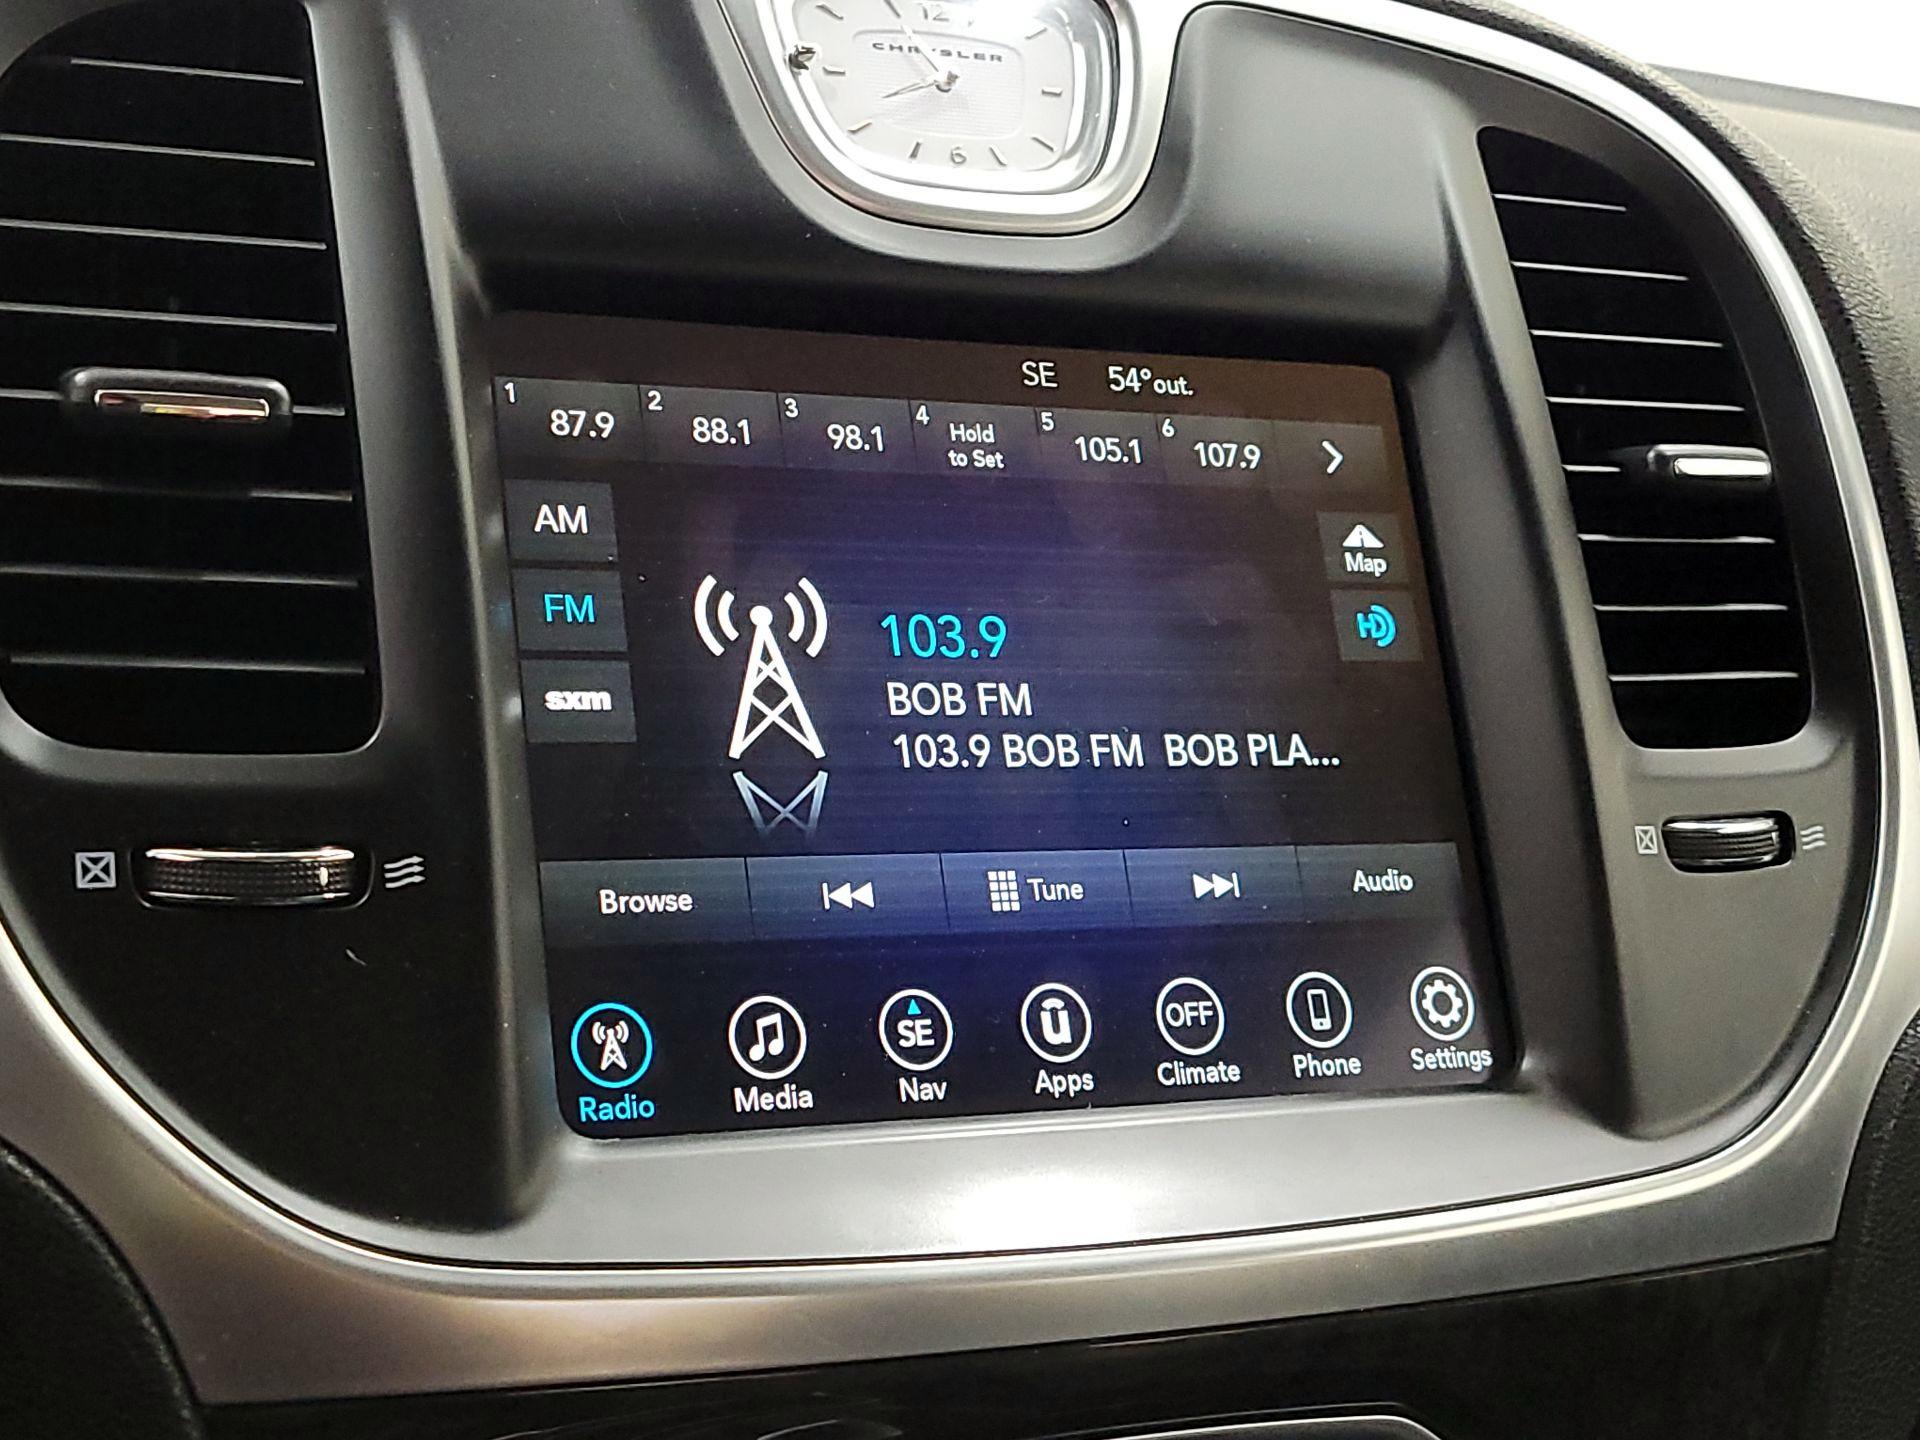 12
CHRYSLER
6
SE 54° out.
1 87.9 2 88.1 3 98.1 4 Hold to Set 5 105.1 6 107.9
AM
Map
FM
HD
103.9
sxm
BOB FM
103.9 BOB FM BOB PLA...
Browse Tune Audio
SE u OFF
Radio Media Nav Apps Climate Phone Settings